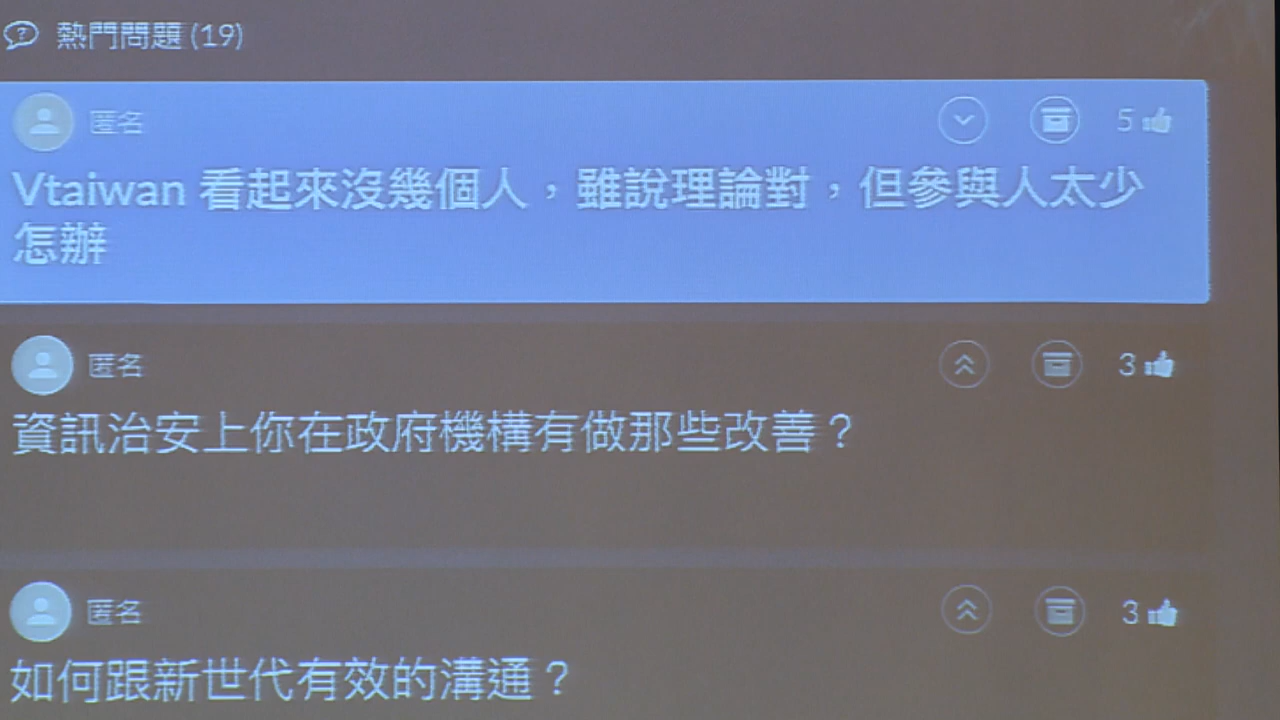 熱門問題 (19)
匿名
5
Vtaiwan 看起來沒幾個人，雖說理論對，但參與人太少
怎辦
匿名
3
資訊治安上你在政府機構有做那些改善？
匿名
3
如何跟新世代有效的溝通？